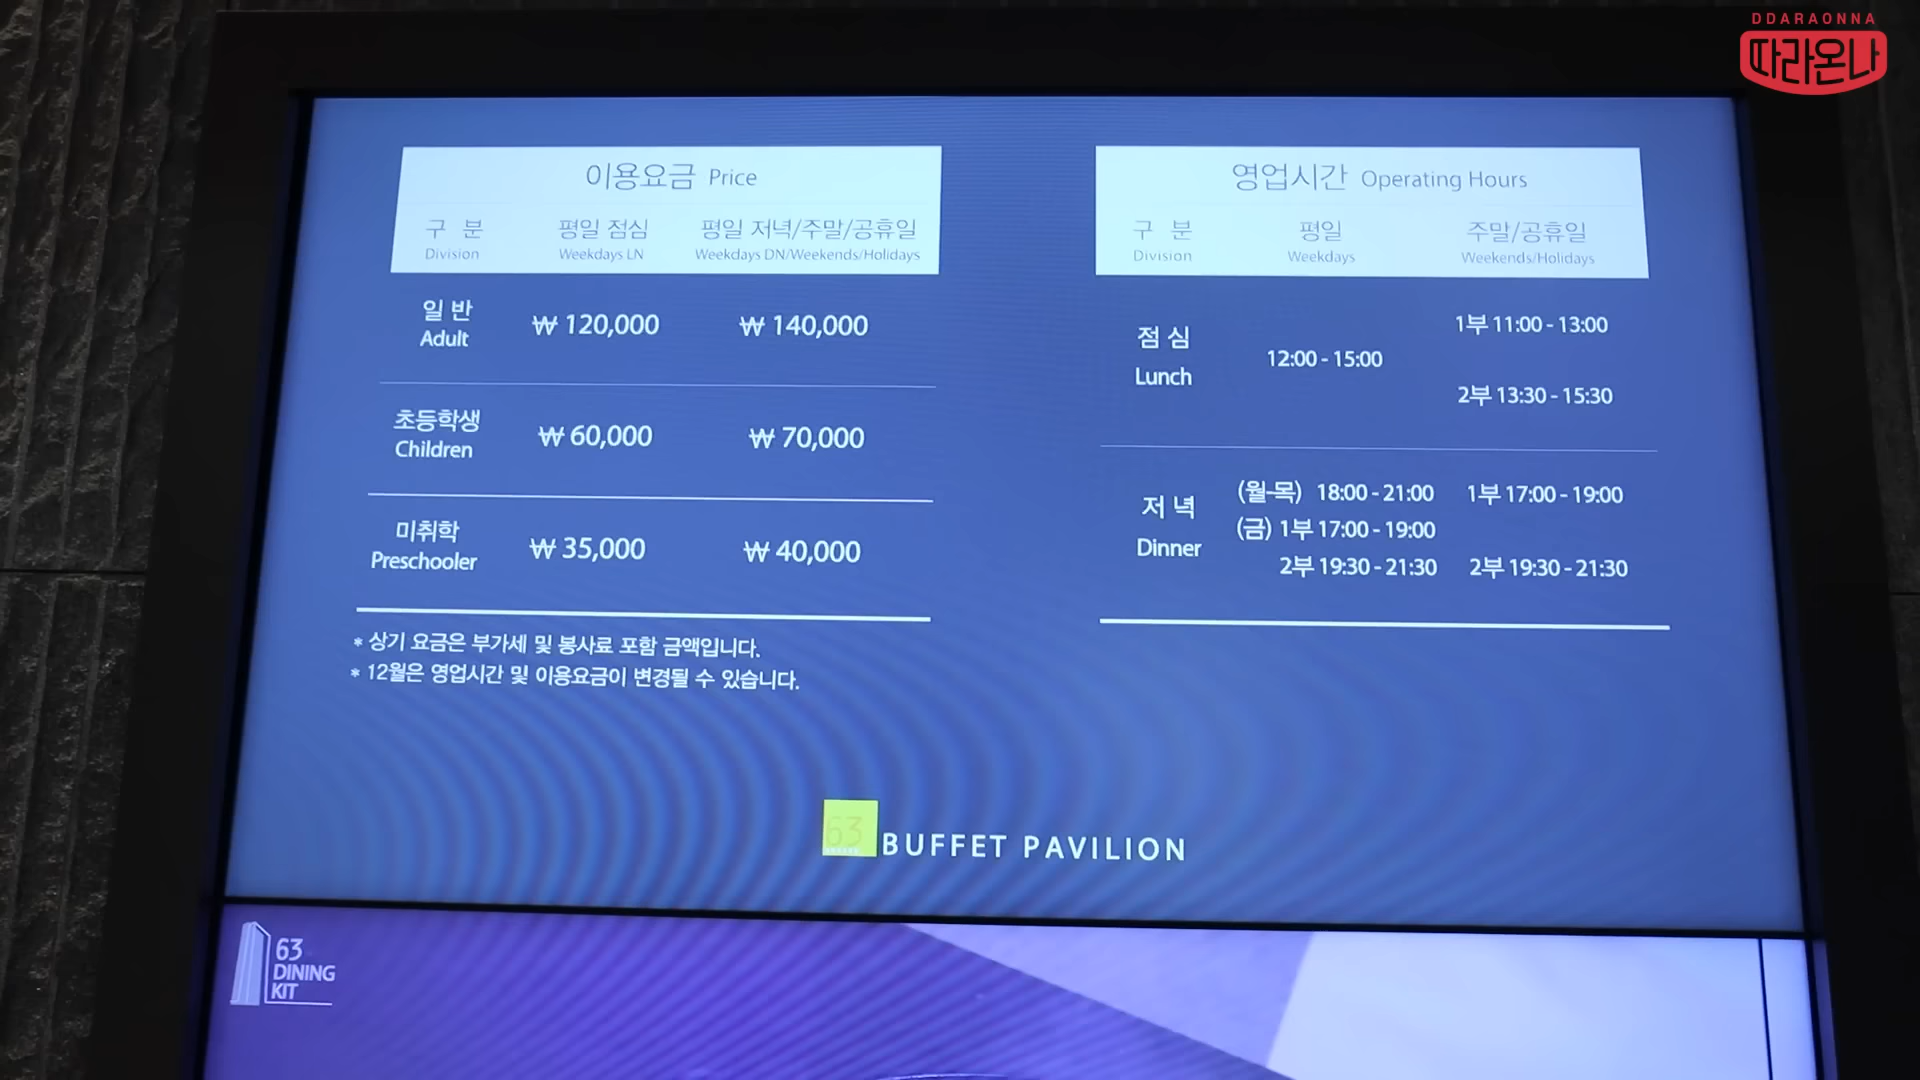 DDARAONNA
따라온나
이용요금 Price
구 분 평일 점심 평일 저녁/주말/공휴일
Division Weekdays LN Weekdays DN/Weekends/Holidays
일 반
Adult
₩ 120,000 ₩ 140,000
초등학생
Children
₩ 60,000 ₩ 70,000
미취학
Preschooler
₩ 35,000 ₩ 40,000
* 상기 요금은 부가세 및 봉사료 포함 금액입니다.
* 12월은 영업시간 및 이용요금이 변경될 수 있습니다.
영업시간 Operating Hours
구 분 평일 주말/공휴일
Division Weekdays Weekends/Holidays
점 심
Lunch
12:00 - 15:00
1부 11:00 - 13:00
2부 13:30 - 15:30
저 녁
Dinner
(월-목) 18:00 - 21:00 1부 17:00 - 19:00
(금) 1부 17:00 - 19:00
2부 19:30 - 21:30 2부 19:30 - 21:30
63
BUFFET PAVILION
63
DINING
KIT